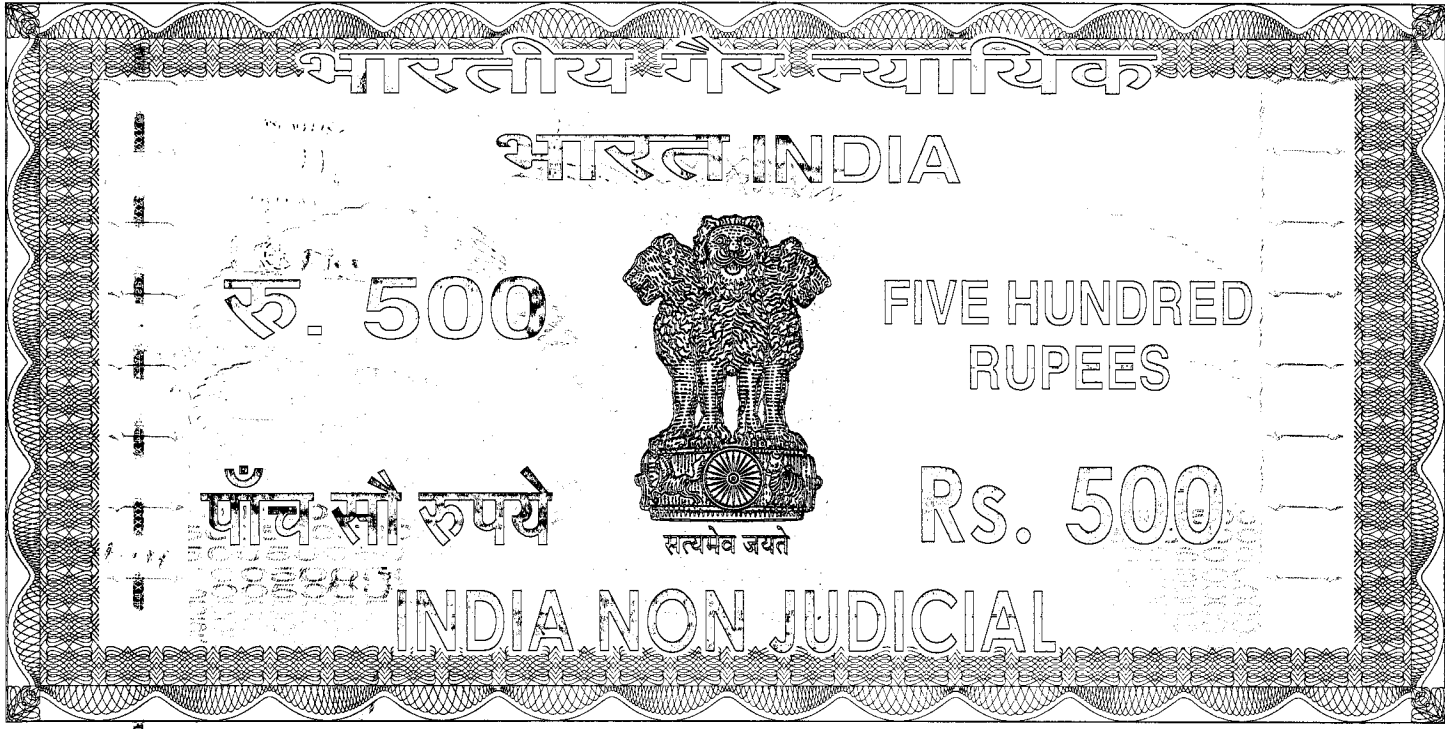 भारतीय गैर न्यायिक
भारत INDIA
रु. 500
FIVE HUNDRED
RUPEES
पाँच सौ रुपये
Rs. 500
सत्यमेव जयते
INDIA NON JUDICIAL